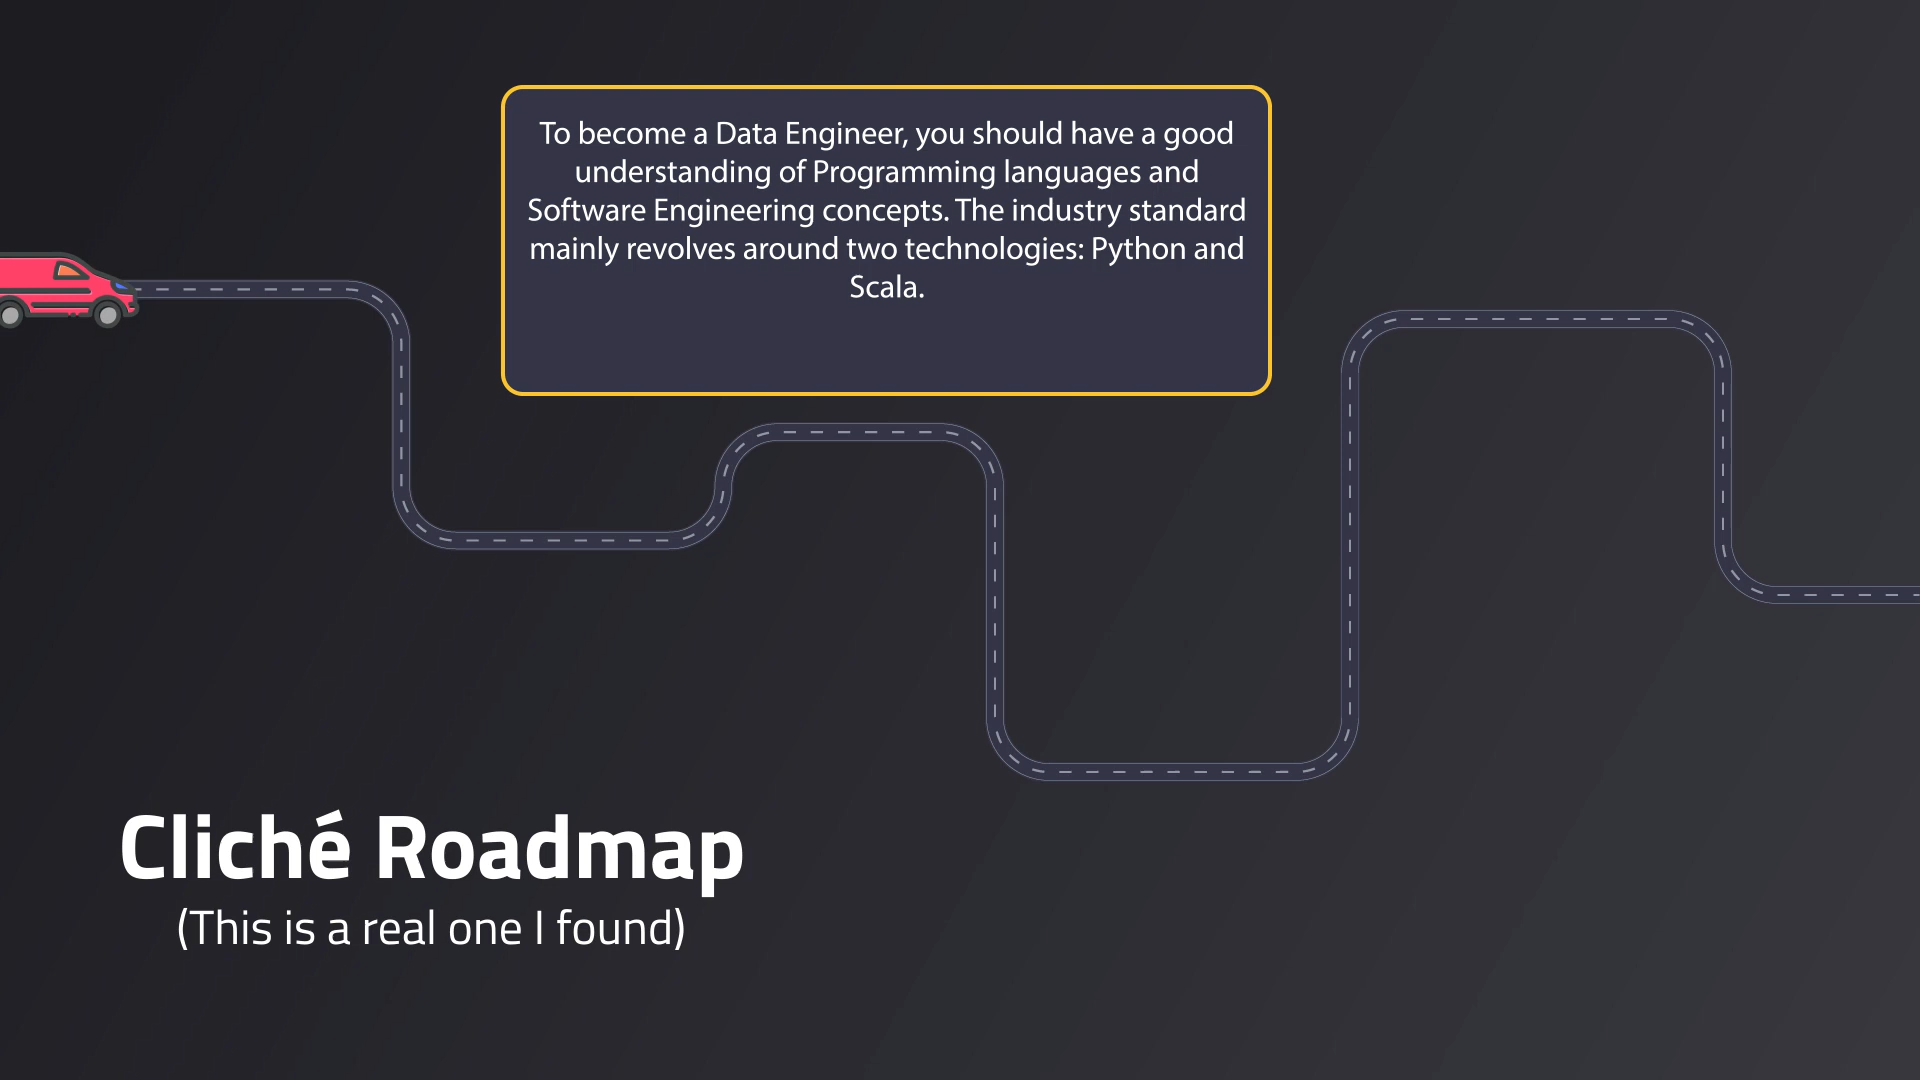 To become a Data Engineer, you should have a good
understanding of Programming languages and
Software Engineering concepts. The industry standard
mainly revolves around two technologies: Python and
Scala.
Cliché Roadmap
(This is a real one I found)